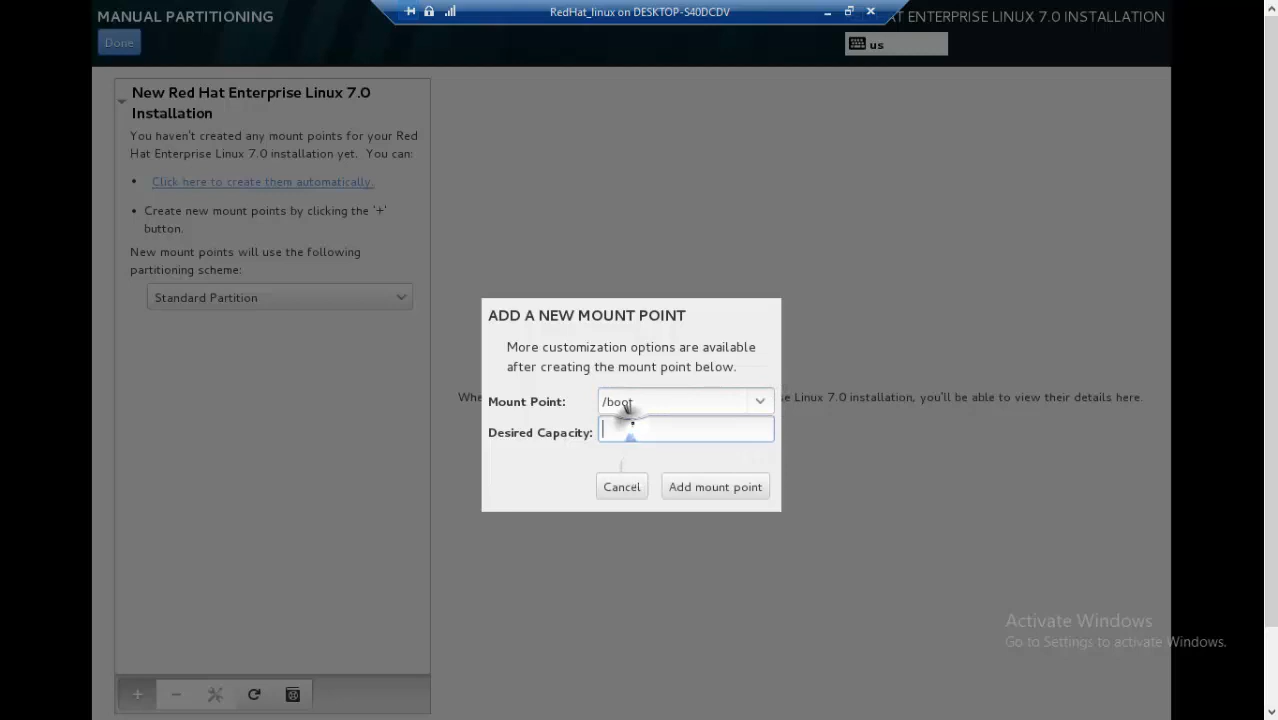 MANUAL PARTITIONING
RedHat_linux on DESKTOP-S40DCDV
AT ENTERPRISE LINUX 7.0 INSTALLATION
Done
us
New Red Hat Enterprise Linux 7.0
Installation
You haven't created any mount points for your Red
Hat Enterprise Linux 7.0 installation yet. You can:
• Click here to create them automatically.
• Create new mount points by clicking the '+'
button.
New mount points will use the following
partitioning scheme:
Standard Partition
ADD A NEW MOUNT POINT
More customization options are available
after creating the mount point below.
Mount Point: /boot
Desired Capacity:
Cancel Add mount point
se Linux 7.0 installation, you'll be able to view their details here.
Activate Windows
Go to Settings to activate Windows.